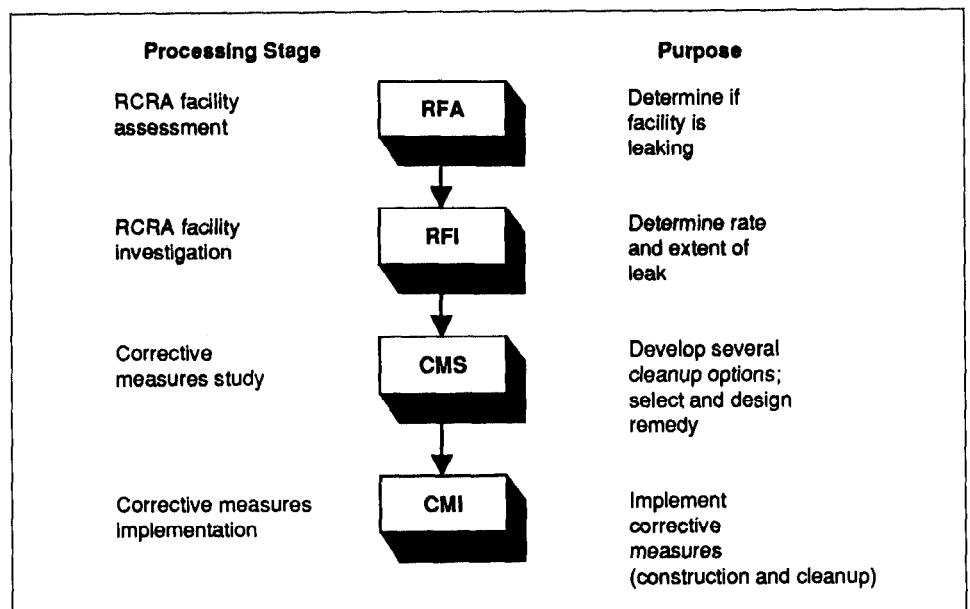 Processing Stage
Purpose
RCRA facility
assessment
RFA
Determine if
facility is
leaking
RCRA facility
investigation
RFI
Determine rate
and extent of
leak
Corrective
measures study
CMS
Develop several
cleanup options;
select and design
remedy
Corrective measures
implementation
CMI
Implement
corrective
measures
(construction and cleanup)